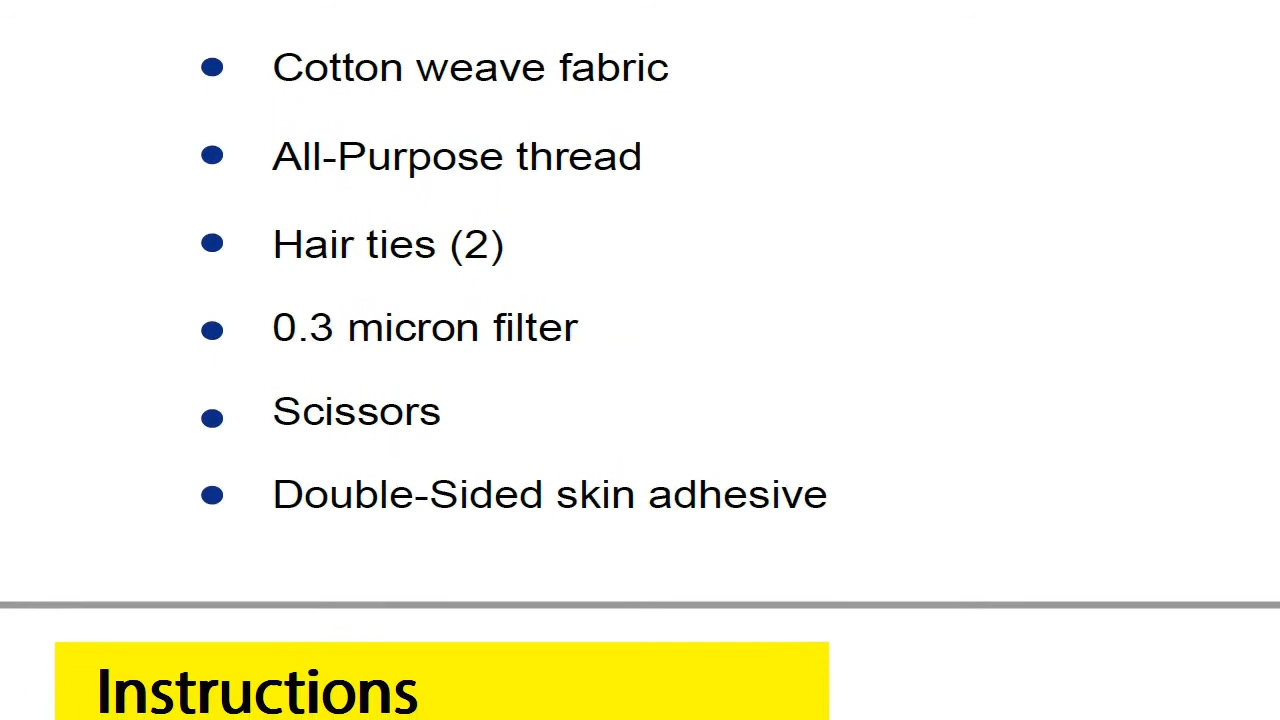 Cotton weave fabric
All-Purpose thread
Hair ties (2)
0.3 micron filter
Scissors
Double-Sided skin adhesive
Instructions